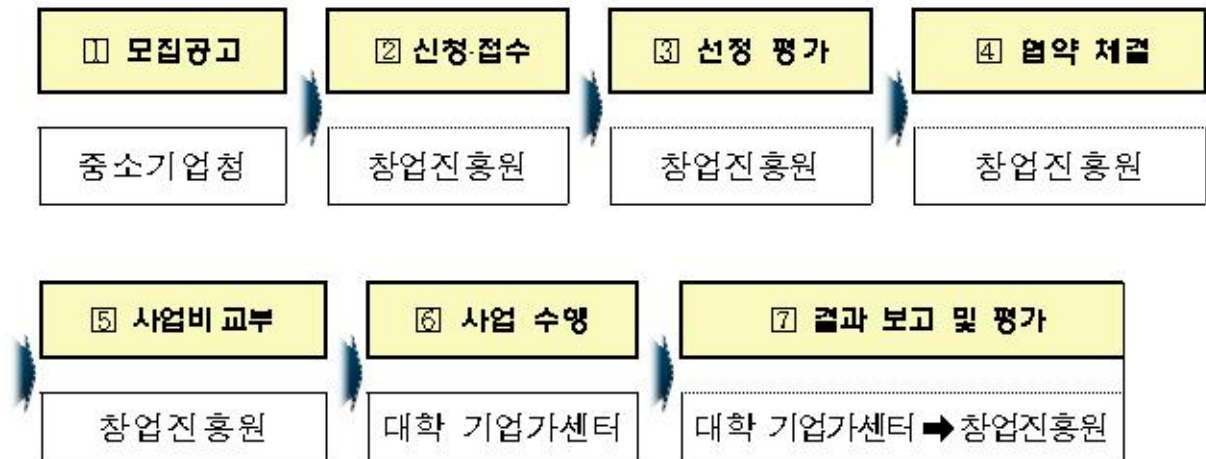 ① 모집공고
② 신청·접수
③ 선정 평가
④ 협약 체결
중소기업청
창업진흥원
창업진흥원
창업진흥원
⑤ 사업비 교부
⑥ 사업 수행
⑦ 결과 보고 및 평가
창업진흥원
대학 기업가센터
대학 기업가센터 ➡ 창업진흥원